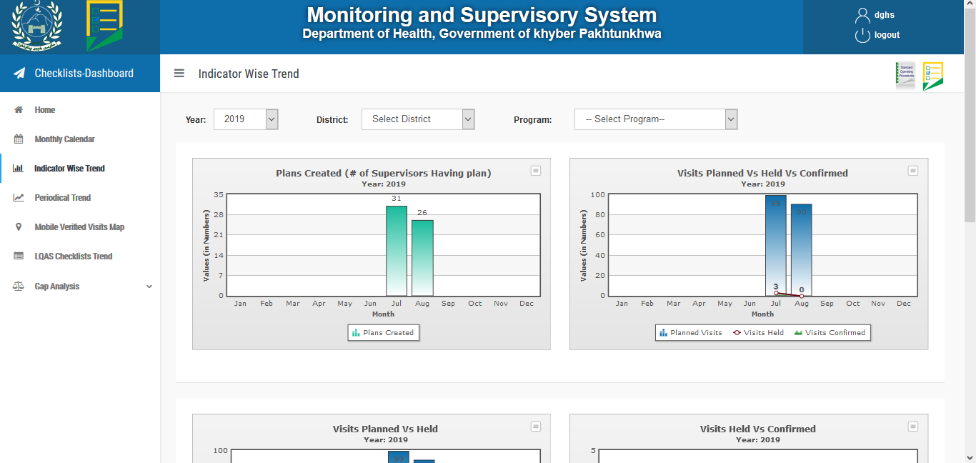 Monitoring and Supervisory System
Department of Health, Government of khyber Pakhtunkhwa
dghs
logout
Checklists-Dashboard
Indicator Wise Trend
Home
Monthly Calendar
Indicator Wise Trend
Periodical Trend
Mobile Verified Visits Map
LQAS Checklists Trend
Gap Analysis
Year: 2019 District: Select District Program: -- Select Program--
Plans Created (# of Supervisors Having plan)
Year: 2019
Values (in Numbers)
35
28
21
14
7
0
31
26
Jan Feb Mar Apr May Jun Jul Aug Sep Oct Nov Dec
Month
Plans Created
Visits Planned Vs Held Vs Confirmed
Year: 2019
Values (in Numbers)
100
80
60
40
20
0
3
0
Jan Feb Mar Apr May Jun Jul Aug Sep Oct Nov Dec
Month
Planned Visits Visits Held Visits Confirmed
Visits Planned Vs Held
Year: 2019
100
Visits Held Vs Confirmed
Year: 2019
5